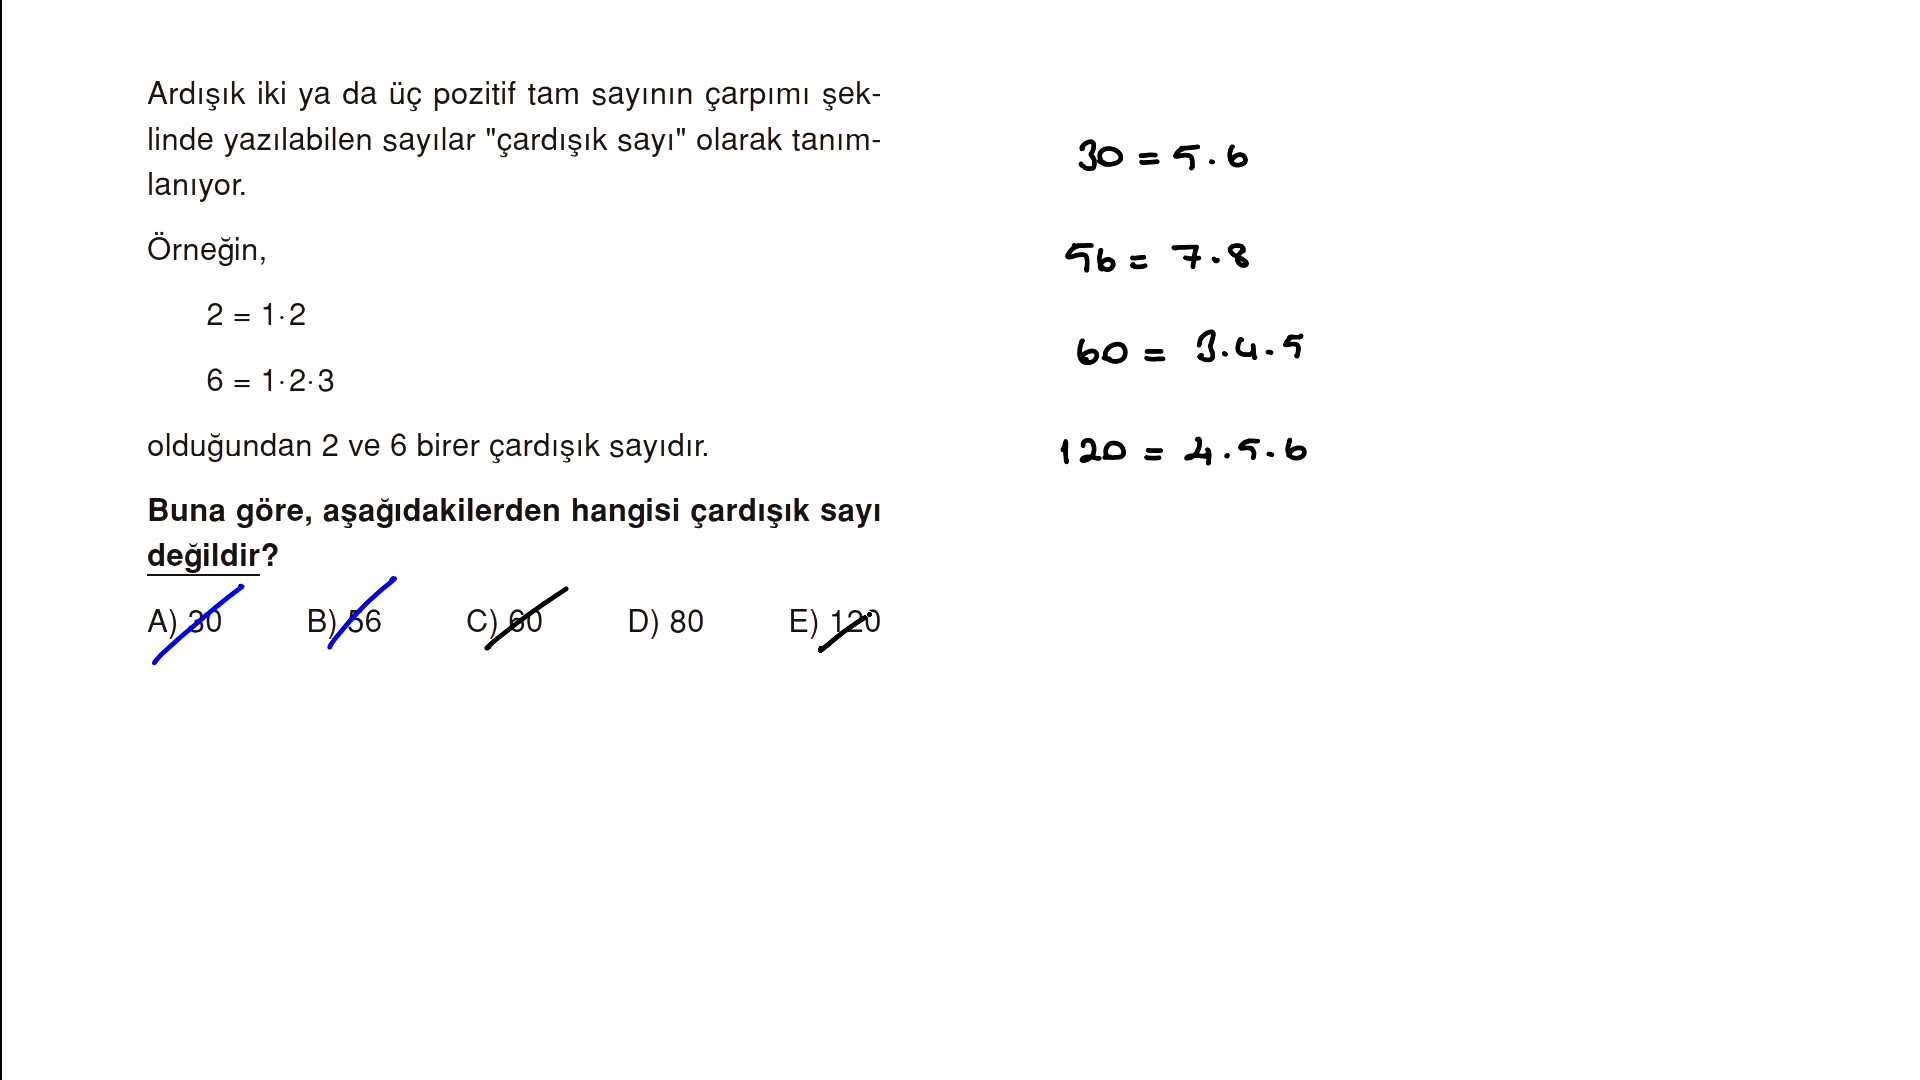 Ardışık iki ya da üç pozitif tam sayının çarpımı şek-
linde yazılabilen sayılar "çardışık sayı" olarak tanım-
lanıyor.
Örneğin,
2 = 1·2
6 = 1·2·3
olduğundan 2 ve 6 birer çardışık sayıdır.
Buna göre, aşağıdakilerden hangisi çardışık sayı
değildir?
A) 30 B) 56 C) 60 D) 80 E) 120
30 = 5.6
56 = 7.8
60 = 3.4.5
120 = 4.5.6